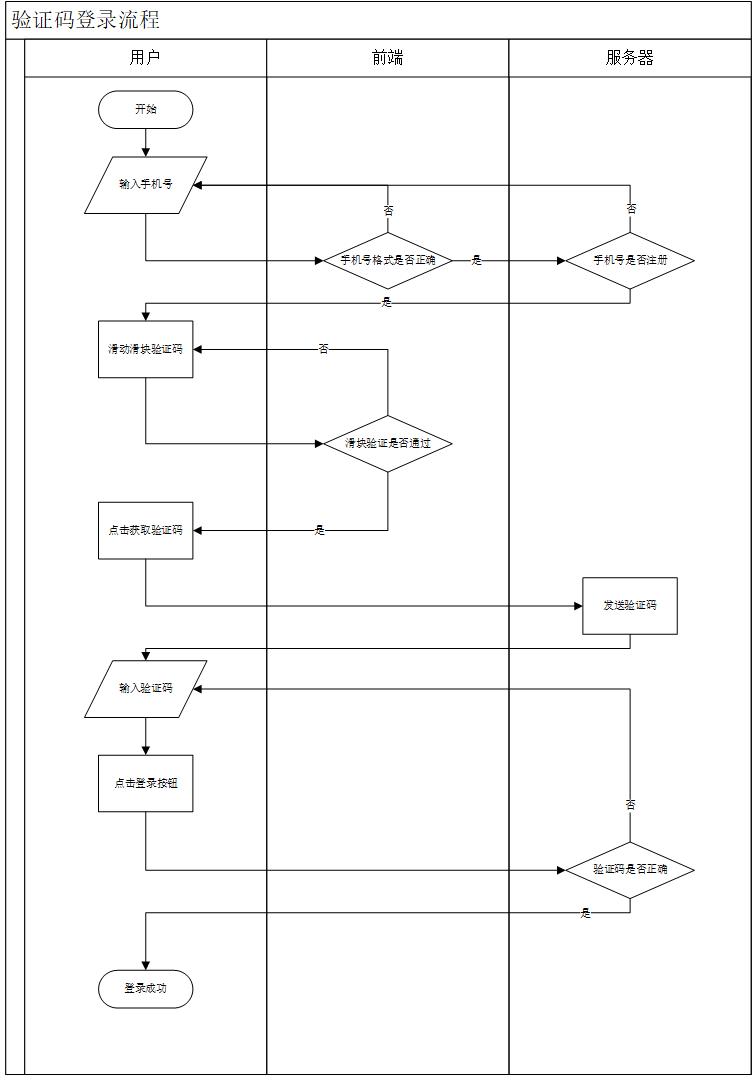 验证码登录流程
用户
前端
服务器
开始
输入手机号
否
否
手机号格式是否正确
是
手机号是否注册
是
滑动滑块验证码
否
滑块验证是否通过
点击获取验证码
是
发送验证码
输入验证码
点击登录按钮
否
验证码是否正确
是
登录成功